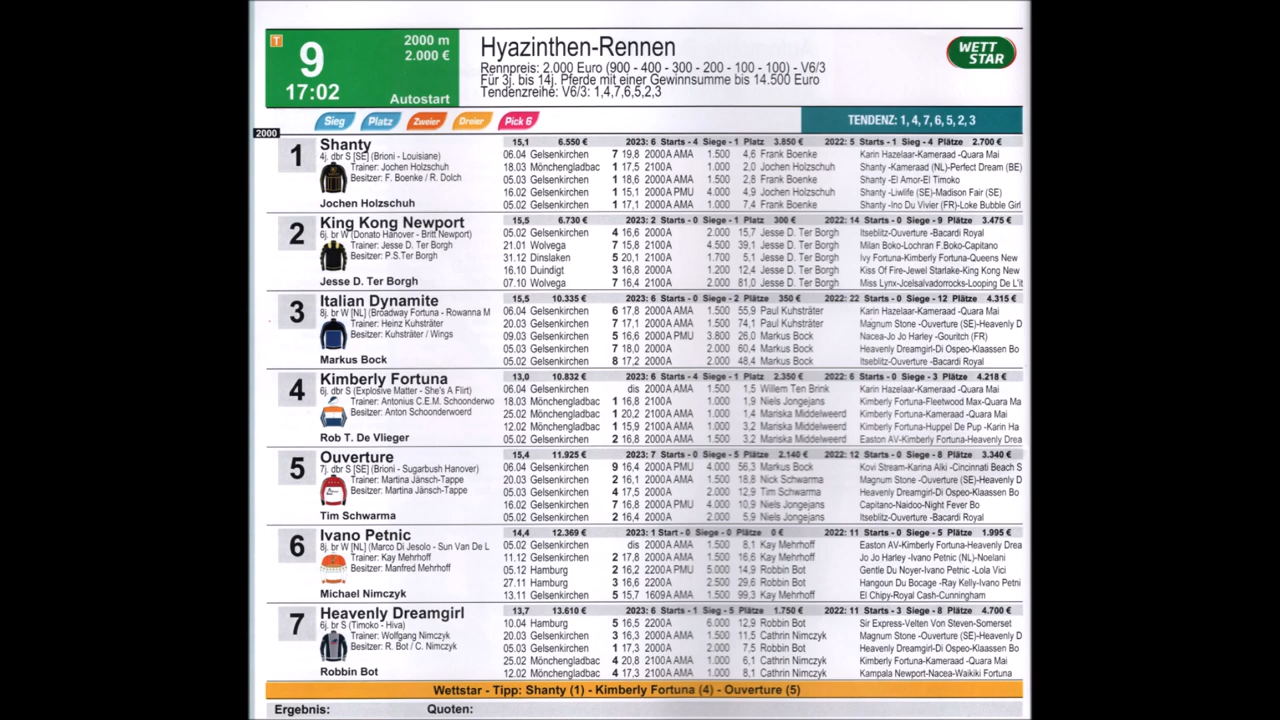 T
9
17:02
2000 m
2.000 €
Autostart
Hyazinthen-Rennen
Rennpreis: 2.000 Euro (900 - 400 - 300 - 200 - 100 - 100) - V6/3
Für 3j. bis 14j. Pferde mit einer Gewinnsumme bis 14.500 Euro
Tendenzreihe: V6/3: 1,4,7,6,5,2,3
WETT
STAR
Sieg Platz Zweier Dreier Pick 6
TENDENZ: 1, 4, 7, 6, 5, 2, 3
2000
1 Shanty 15,1 6.550 € 2023: 6 Starts - 4 Siege - 1 Platz 3.850 € 2022: 5 Starts - 1 Sieg - 4 Plätze 2.700 €
4j. dbr S [SE] (Brioni - Louisiane) 06.04 Gelsenkirchen 7 19,8 2000A AMA 1.500 4,6 Frank Boenke Karin Hazelaar-Kameraad -Quara Mai
Trainer: Jochen Holzschuh 18.03 Mönchengladbac 1 17,5 2100A 1.000 2,0 Jochen Holzschuh Shanty -Kameraad (NL)-Perfect Dream (BE)
Besitzer: F. Boenke / R. Dolch 05.03 Gelsenkirchen 1 18,6 2000A AMA 1.500 2,8 Frank Boenke Shanty -El Amor-El Timoko
16.02 Gelsenkirchen 1 15,1 2000A PMU 4.000 4,9 Jochen Holzschuh Shanty -Liwlife (SE)-Madison Fair (SE)
Jochen Holzschuh 05.02 Gelsenkirchen 1 17,1 2000A AMA 1.000 7,4 Frank Boenke Shanty -Ino Du Vivier (FR)-Loke Bubble Girl
2 King Kong Newport 15,5 6.730 € 2023: 2 Starts - 0 Siege - 1 Platz 300 € 2022: 14 Starts - 0 Siege - 9 Plätze 3.475 €
6j. br W (Donato Hanover - Britt Newport) 05.02 Gelsenkirchen 4 16,6 2000A 2.000 15,7 Jesse D. Ter Borgh Itseblitz-Ouverture -Bacardi Royal
Trainer: Jesse D. Ter Borgh 21.01 Wolvega 7 15,8 2100A 4.500 39,1 Jesse D. Ter Borgh Milan Boko-Lochran F.Boko-Capitano
Besitzer: P.S.Ter Borgh 31.12 Dinslaken 5 20,1 2100A 1.700 5,1 Jesse D. Ter Borgh Ivy Fortuna-Kimberly Fortuna-Queens New
16.10 Duindigt 3 16,8 2000A 1.200 12,4 Jesse D. Ter Borgh Kiss Of Fire-Jewel Starlake-King Kong New
Jesse D. Ter Borgh 07.10 Wolvega 7 16,4 2100A 2.000 81,0 Jesse D. Ter Borgh Miss Lynx-Jcelsalvadorrocks-Looping De L'it
3 Italian Dynamite 15,5 10.335 € 2023: 6 Starts - 0 Siege - 2 Plätze 350 € 2022: 22 Starts - 0 Siege - 12 Plätze 4.315 €
8j. br W [NL] (Broadway Fortuna - Rowanna M 06.04 Gelsenkirchen 6 17,8 2000A AMA 1.500 55,9 Paul Kuhsträter Karin Hazelaar-Kameraad -Quara Mai
Trainer: Heinz Kuhsträter 20.03 Gelsenkirchen 7 17,1 2000A AMA 1.500 74,1 Paul Kuhsträter Magnum Stone -Ouverture (SE)-Heavenly D
Besitzer: Kuhsträter / Wings 09.03 Gelsenkirchen 5 16,6 2000A PMU 3.800 26,0 Markus Bock Nacea-Jo Jo Harley -Gouritch (FR)
05.03 Gelsenkirchen 7 18,0 2000A 2.000 60,4 Markus Bock Heavenly Dreamgirl-Di Ospeo-Klaassen Bo
Markus Bock 05.02 Gelsenkirchen 8 17,2 2000A 2.000 48,4 Markus Bock Itseblitz-Ouverture -Bacardi Royal
4 Kimberly Fortuna 13,0 10.832 € 2023: 6 Starts - 4 Siege - 1 Platz 2.350 € 2022: 6 Starts - 0 Siege - 3 Plätze 4.218 €
6j. dbr S (Explosive Matter - She's A Flirt) 06.04 Gelsenkirchen dis 2000A AMA 1.500 1,5 Willem Ten Brink Karin Hazelaar-Kameraad -Quara Mai
Trainer: Antonius C.E.M. Schoonderwo 18.03 Mönchengladbac 1 16,8 2100A 1.000 1,9 Niels Jongejans Kimberly Fortuna-Fleetwood Max-Quara Ma
Besitzer: Anton Schoonderwoerd 25.02 Mönchengladbac 1 20,2 2100A AMA 1.000 1,4 Mariska Middelweerd Kimberly Fortuna-Kameraad -Quara Mai
12.02 Mönchengladbac 1 15,9 2100A AMA 1.000 3,2 Mariska Middelweerd Kimberly Fortuna-Huppel De Pup -Karin Ha
Rob T. De Vlieger 05.02 Gelsenkirchen 2 16,8 2000A AMA 1.500 3,2 Mariska Middelweerd Easton AV-Kimberly Fortuna-Heavenly Drea
5 Ouverture 15,4 11.925 € 2023: 7 Starts - 0 Siege - 5 Plätze 2.140 € 2022: 12 Starts - 0 Siege - 8 Plätze 3.340 €
7j. dbr S [SE] (Brioni - Sugarbush Hanover) 06.04 Gelsenkirchen 9 16,4 2000A PMU 4.000 56,3 Markus Bock Kovi Stream-Karina Alki -Cincinnati Beach S
Trainer: Martina Jänsch-Tappe 20.03 Gelsenkirchen 2 16,1 2000A AMA 1.500 18,8 Nick Schwarma Magnum Stone -Ouverture (SE)-Heavenly D
Besitzer: Martina Jänsch-Tappe 05.03 Gelsenkirchen 4 17,5 2000A 2.000 12,9 Tim Schwarma Heavenly Dreamgirl-Di Ospeo-Klaassen Bo
16.02 Gelsenkirchen 7 16,8 2000A PMU 4.000 10,9 Niels Jongejans Capitano-Naidoo-Night Fever Bo
Tim Schwarma 05.02 Gelsenkirchen 2 16,4 2000A 2.000 5,9 Niels Jongejans Itseblitz-Ouverture -Bacardi Royal
6 Ivano Petnic 14,4 12.369 € 2023: 1 Start - 0 Siege - 0 Plätze 0 € 2022: 11 Starts - 0 Siege - 5 Plätze 1.995 €
8j. br W [NL] (Marco Di Jesolo - Sun Van De L 05.02 Gelsenkirchen dis 2000A AMA 1.500 8,1 Kay Mehrhoff Easton AV-Kimberly Fortuna-Heavenly Drea
Trainer: Kay Mehrhoff 11.12 Gelsenkirchen 2 17,8 2000A AMA 1.500 16,6 Kay Mehrhoff Jo Jo Harley -Ivano Petnic (NL)-Noelani
Besitzer: Manfred Mehrhoff 05.12 Hamburg 2 16,2 2200A PMU 5.000 14,9 Robbin Bot Gentle Du Noyer-Ivano Petnic -Lola Vici
27.11 Hamburg 3 16,6 2200A 2.500 29,6 Robbin Bot Hangoun Du Bocage -Ray Kelly-Ivano Petni
Michael Nimczyk 13.11 Gelsenkirchen 5 15,7 1609A AMA 1.500 99,3 Kay Mehrhoff El Chipy-Royal Cash-Cunningham
7 Heavenly Dreamgirl 13,7 13.610 € 2023: 6 Starts - 1 Sieg - 5 Plätze 1.750 € 2022: 11 Starts - 3 Siege - 8 Plätze 4.700 €
6j. br S (Timoko - Hiva) 10.04 Hamburg 5 16,5 2200A 6.000 12,9 Robbin Bot Sir Express-Velten Von Steven-Somerset
Trainer: Wolfgang Nimczyk 20.03 Gelsenkirchen 3 16,3 2000A AMA 1.500 11,5 Cathrin Nimczyk Magnum Stone -Ouverture (SE)-Heavenly D
Besitzer: R. Bot / C. Nimczyk 05.03 Gelsenkirchen 1 17,3 2000A 2.000 7,5 Robbin Bot Heavenly Dreamgirl-Di Ospeo-Klaassen Bo
25.02 Mönchengladbac 4 20,8 2100A AMA 1.000 6,1 Cathrin Nimczyk Kimberly Fortuna-Kameraad -Quara Mai
Robbin Bot 12.02 Mönchengladbac 4 17,3 2100A AMA 1.000 8,1 Cathrin Nimczyk Kampala Newport-Nacea-Waikiki Fortuna
Wettstar - Tipp: Shanty (1) - Kimberly Fortuna (4) - Ouverture (5)
Ergebnis: Quoten: